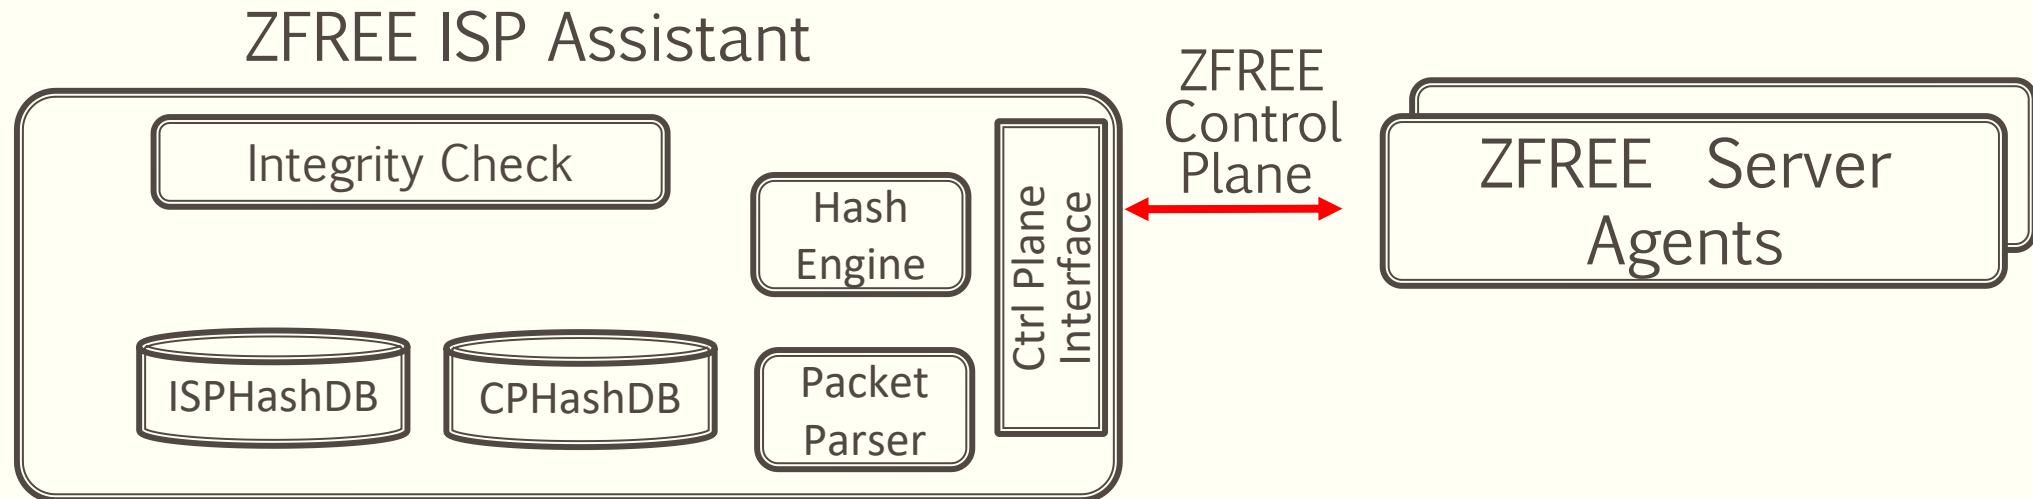 ZFREE ISP Assistant
Integrity Check
Hash
Engine
ISPHashDB
CPHashDB
Packet
Parser
Ctrl Plane
Interface
ZFREE
Control
Plane
ZFREE Server
Agents